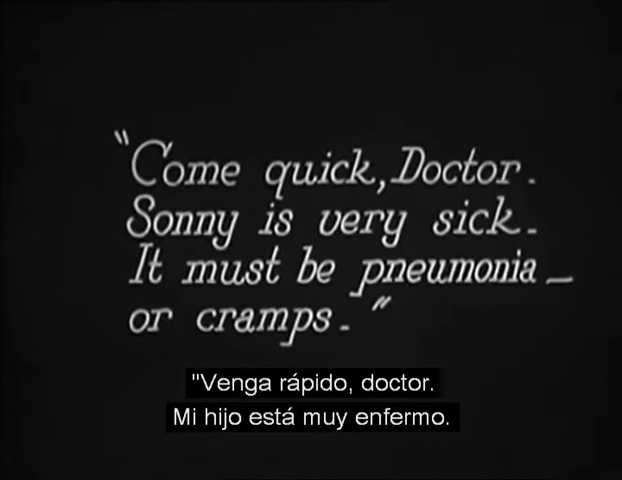 "Come quick, Doctor.
Sonny is very sick.
It must be pneumonia —
or cramps."
"Venga rápido, doctor.
Mi hijo está muy enfermo.